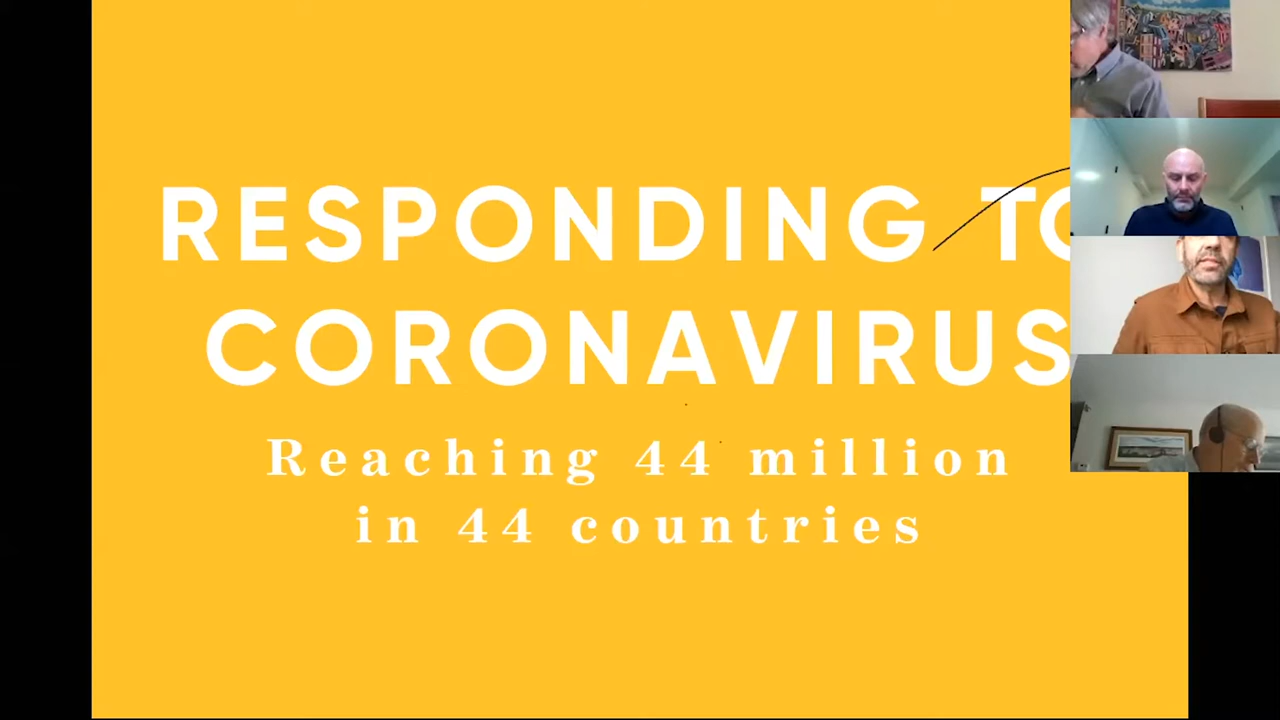 RESPONDING TO
CORONAVIRUS
Reaching 44 million
in 44 countries